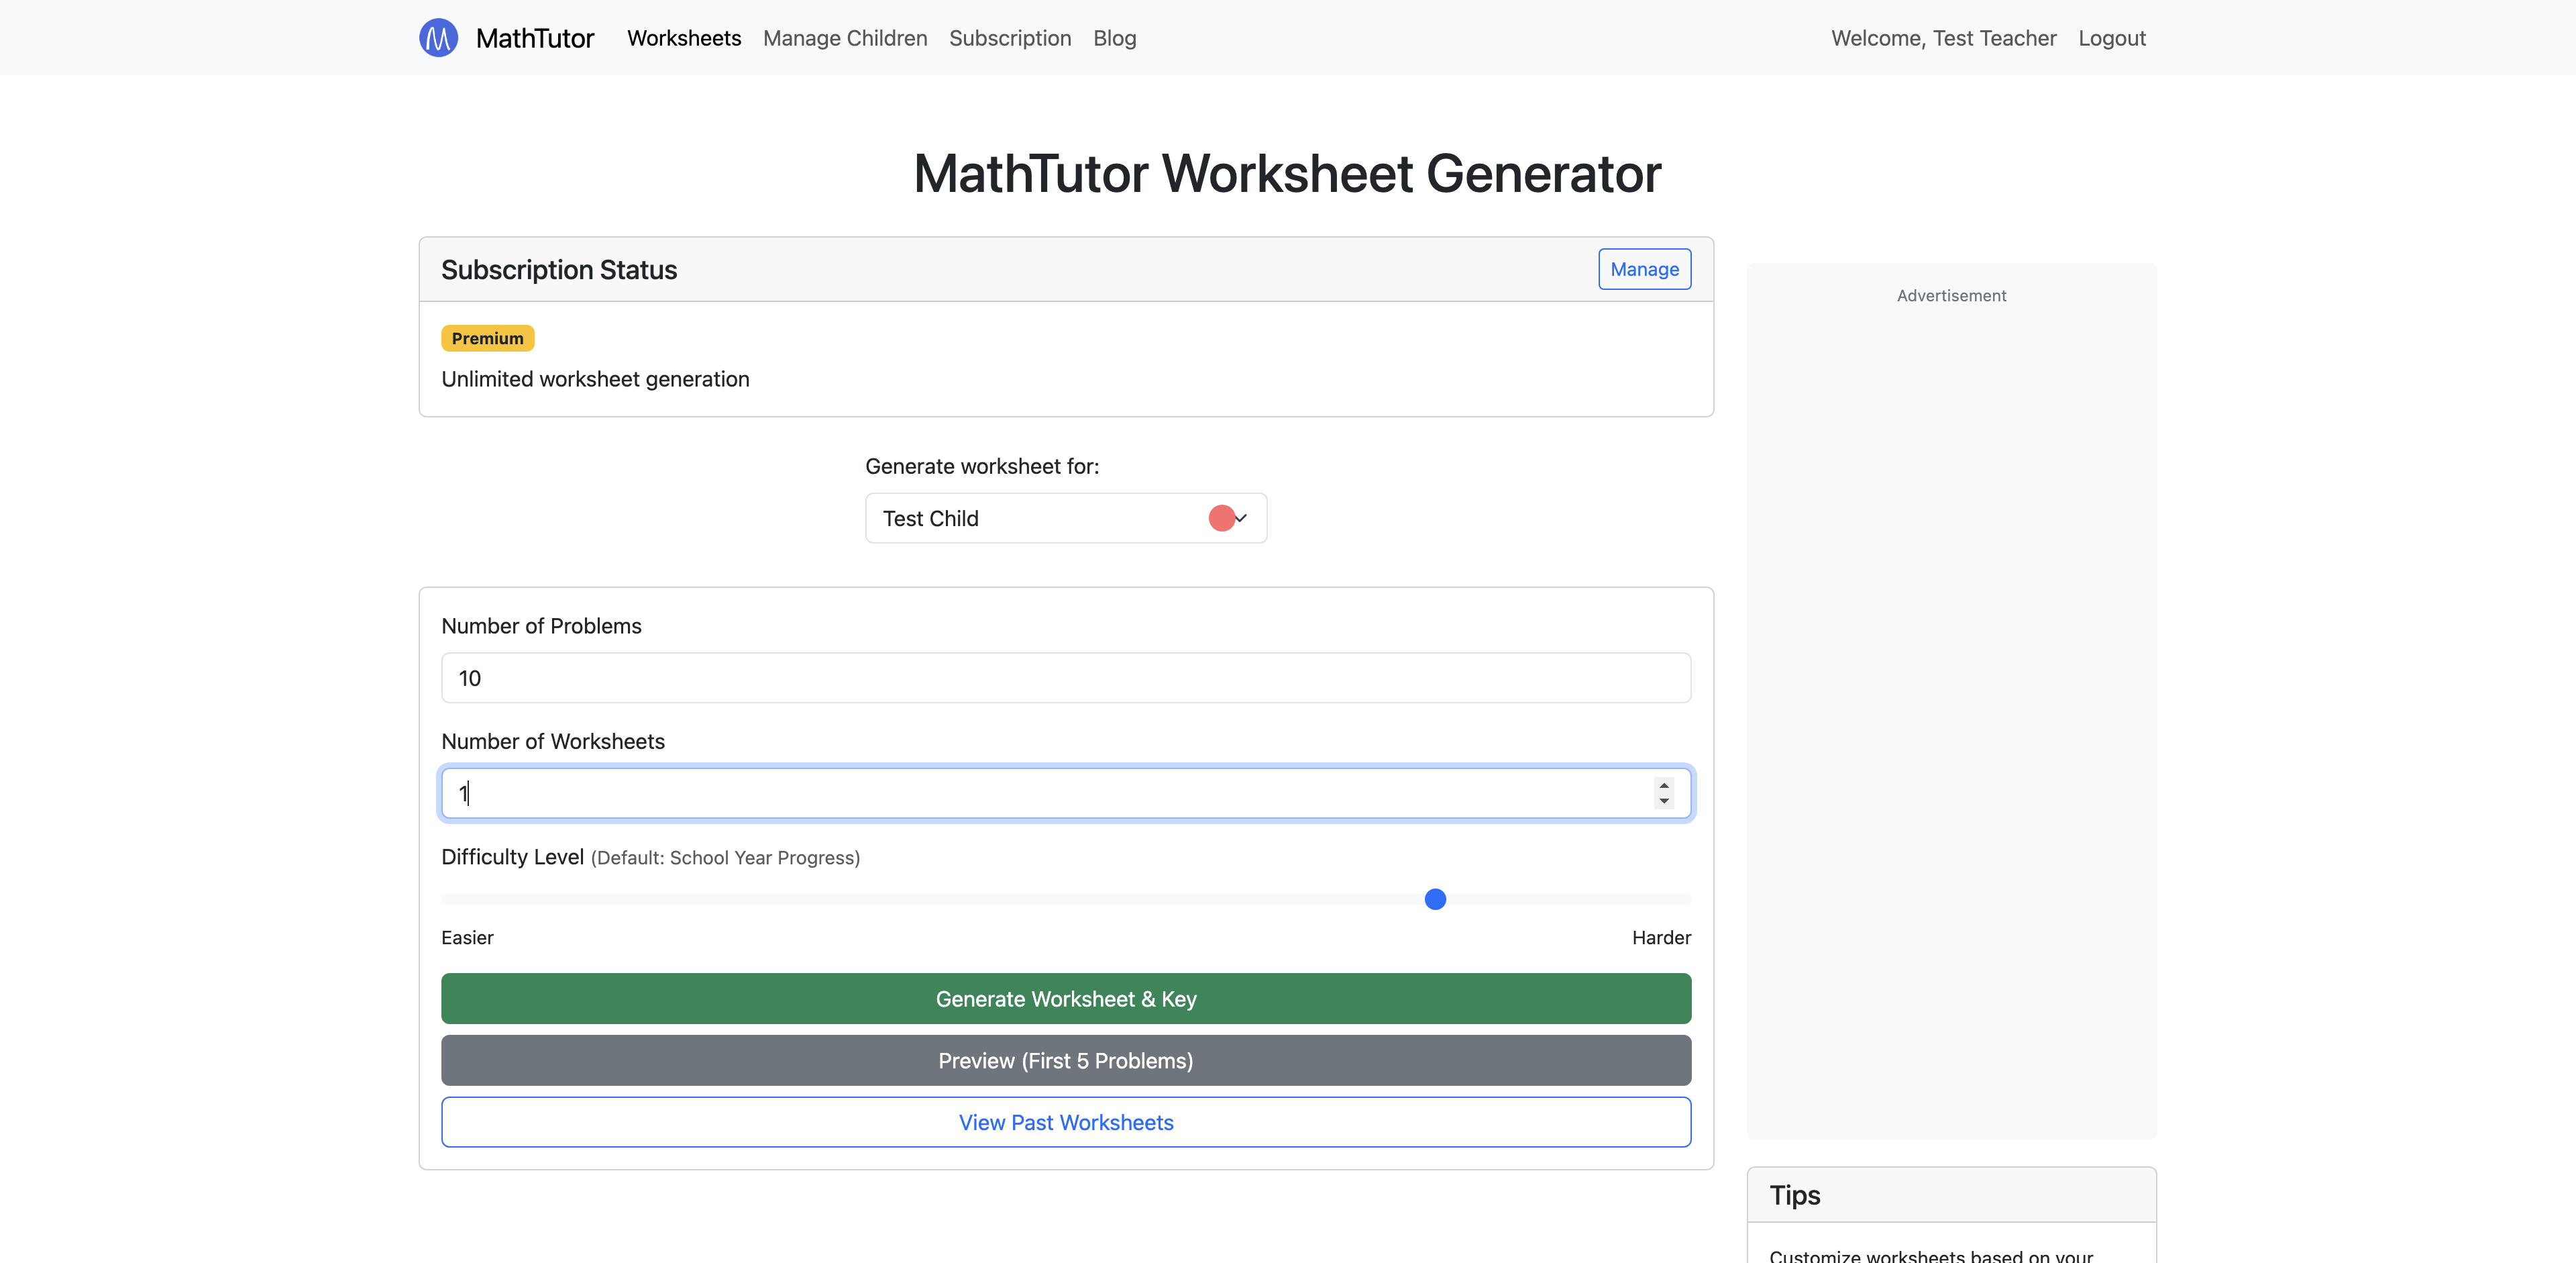 MathTutor Worksheets Manage Children Subscription Blog Welcome, Test Teacher Logout
MathTutor Worksheet Generator
Subscription Status Manage
Premium
Unlimited worksheet generation
Advertisement
Generate worksheet for:
Test Child
Number of Problems
10
Number of Worksheets
1
Difficulty Level (Default: School Year Progress)
Easier Harder
Generate Worksheet & Key
Preview (First 5 Problems)
View Past Worksheets
Tips
Customize worksheets based on your